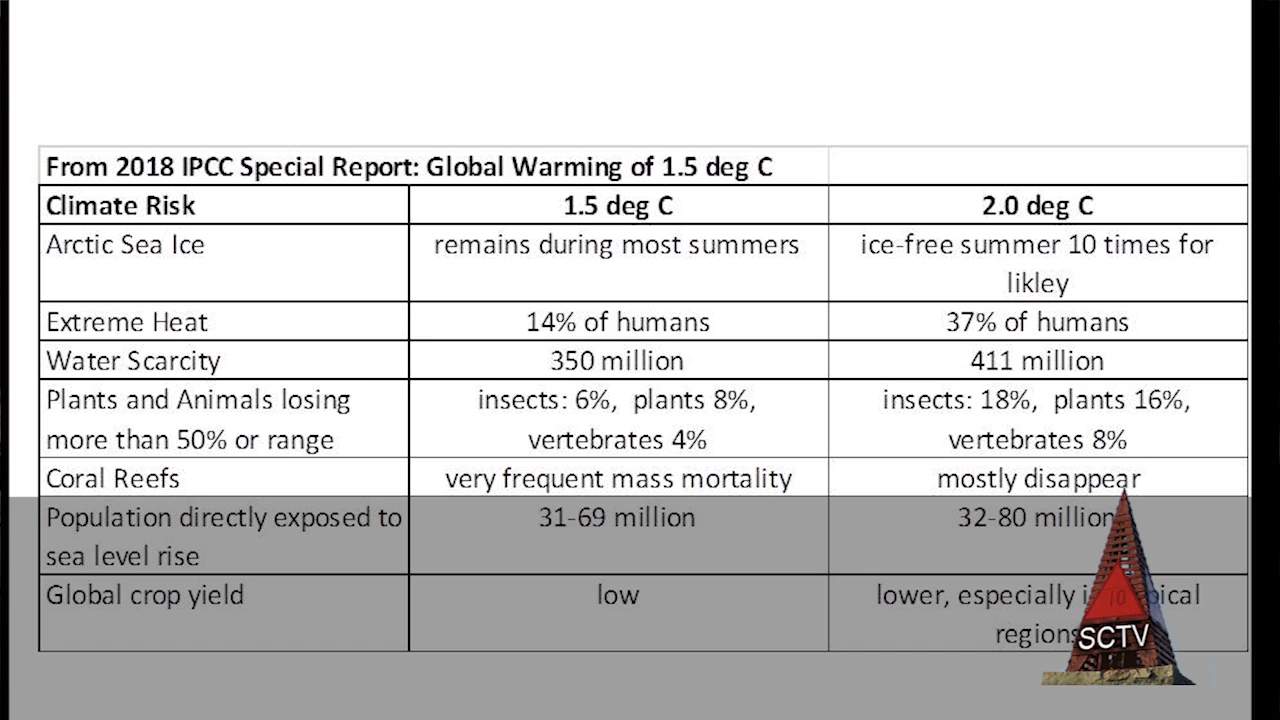 From 2018 IPCC Special Report: Global Warming of 1.5 deg C
Climate Risk 1.5 deg C 2.0 deg C
Arctic Sea Ice remains during most summers ice-free summer 10 times for
likley
Extreme Heat 14% of humans 37% of humans
Water Scarcity 350 million 411 million
Plants and Animals losing insects: 6%, plants 8%, insects: 18%, plants 16%,
more than 50% or range vertebrates 4% vertebrates 8%
Coral Reefs very frequent mass mortality mostly disappear
Population directly exposed to 31-69 million 32-80 million
sea level rise
Global crop yield low lower, especially
regions
SCTV